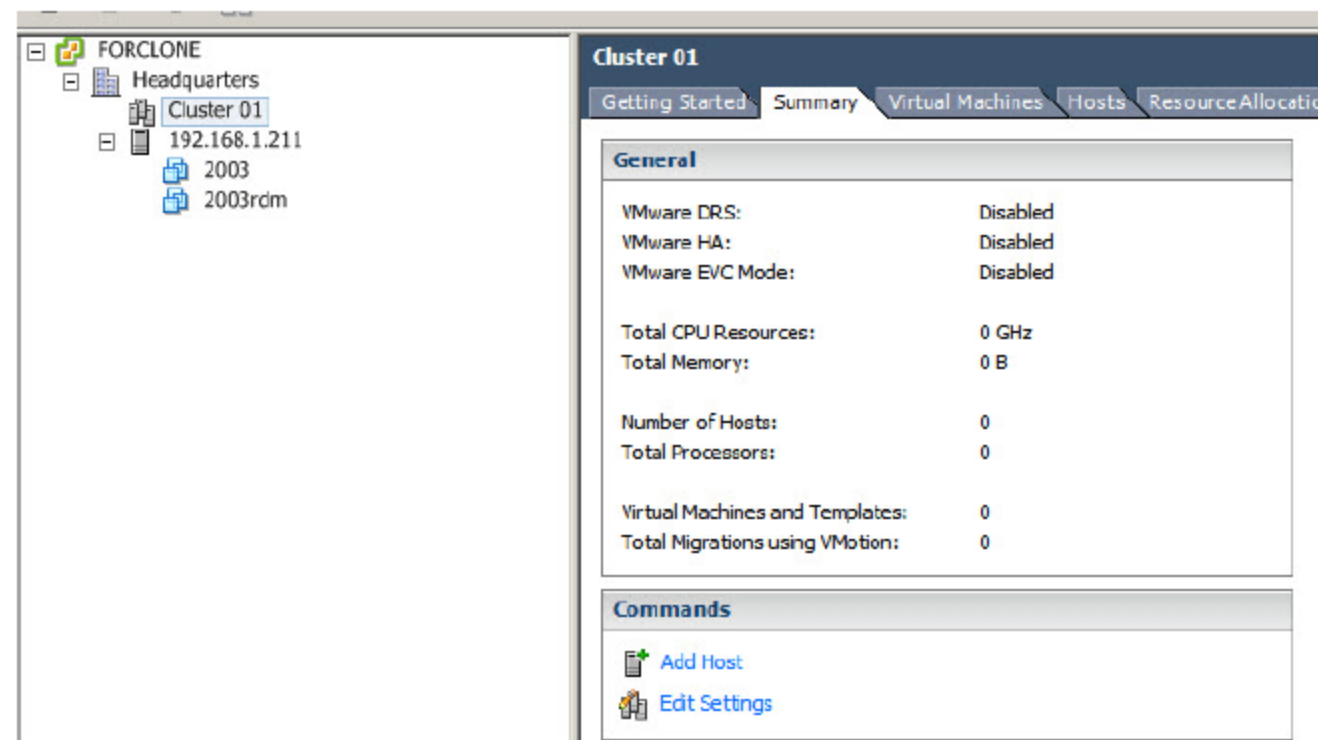 FORCLONE
Headquarters
Cluster 01
192.168.1.211
2003
2003rdm
Cluster 01
Getting Started Summary Virtual Machines Hosts Resource Allocatio
General
VMware DRS: Disabled
VMware HA: Disabled
VMware EVC Mode: Disabled
Total CPU Resources: 0 GHz
Total Memory: 0 B
Number of Hosts: 0
Total Processors: 0
Virtual Machines and Templates: 0
Total Migrations using VMotion: 0
Commands
Add Host
Edit Settings